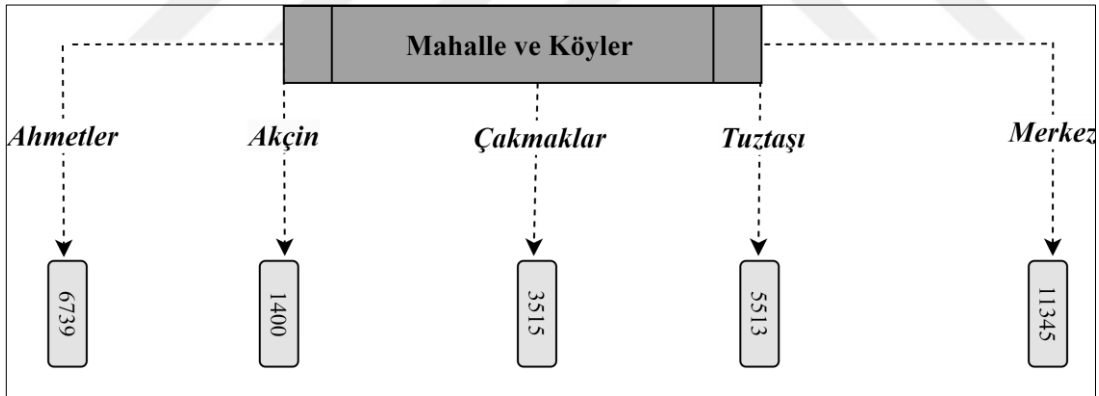 Mahalle ve Köyler
Ahmetler
Akçin
Çakmaklar
Tuztaşı
Merkez
6739
1400
3515
5513
11345